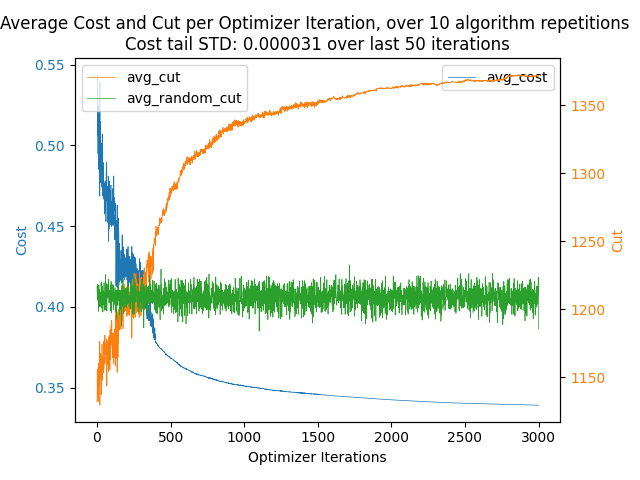 Average Cost and Cut per Optimizer Iteration, over 10 algorithm repetitions
Cost tail STD: 0.000031 over last 50 iterations
avg_cut
avg_random_cut
avg_cost
0.55
0.50
0.45
0.40
0.35
Cost
1350
1300
1250
1200
1150
Cut
0
500
1000
1500
2000
2500
3000
Optimizer Iterations